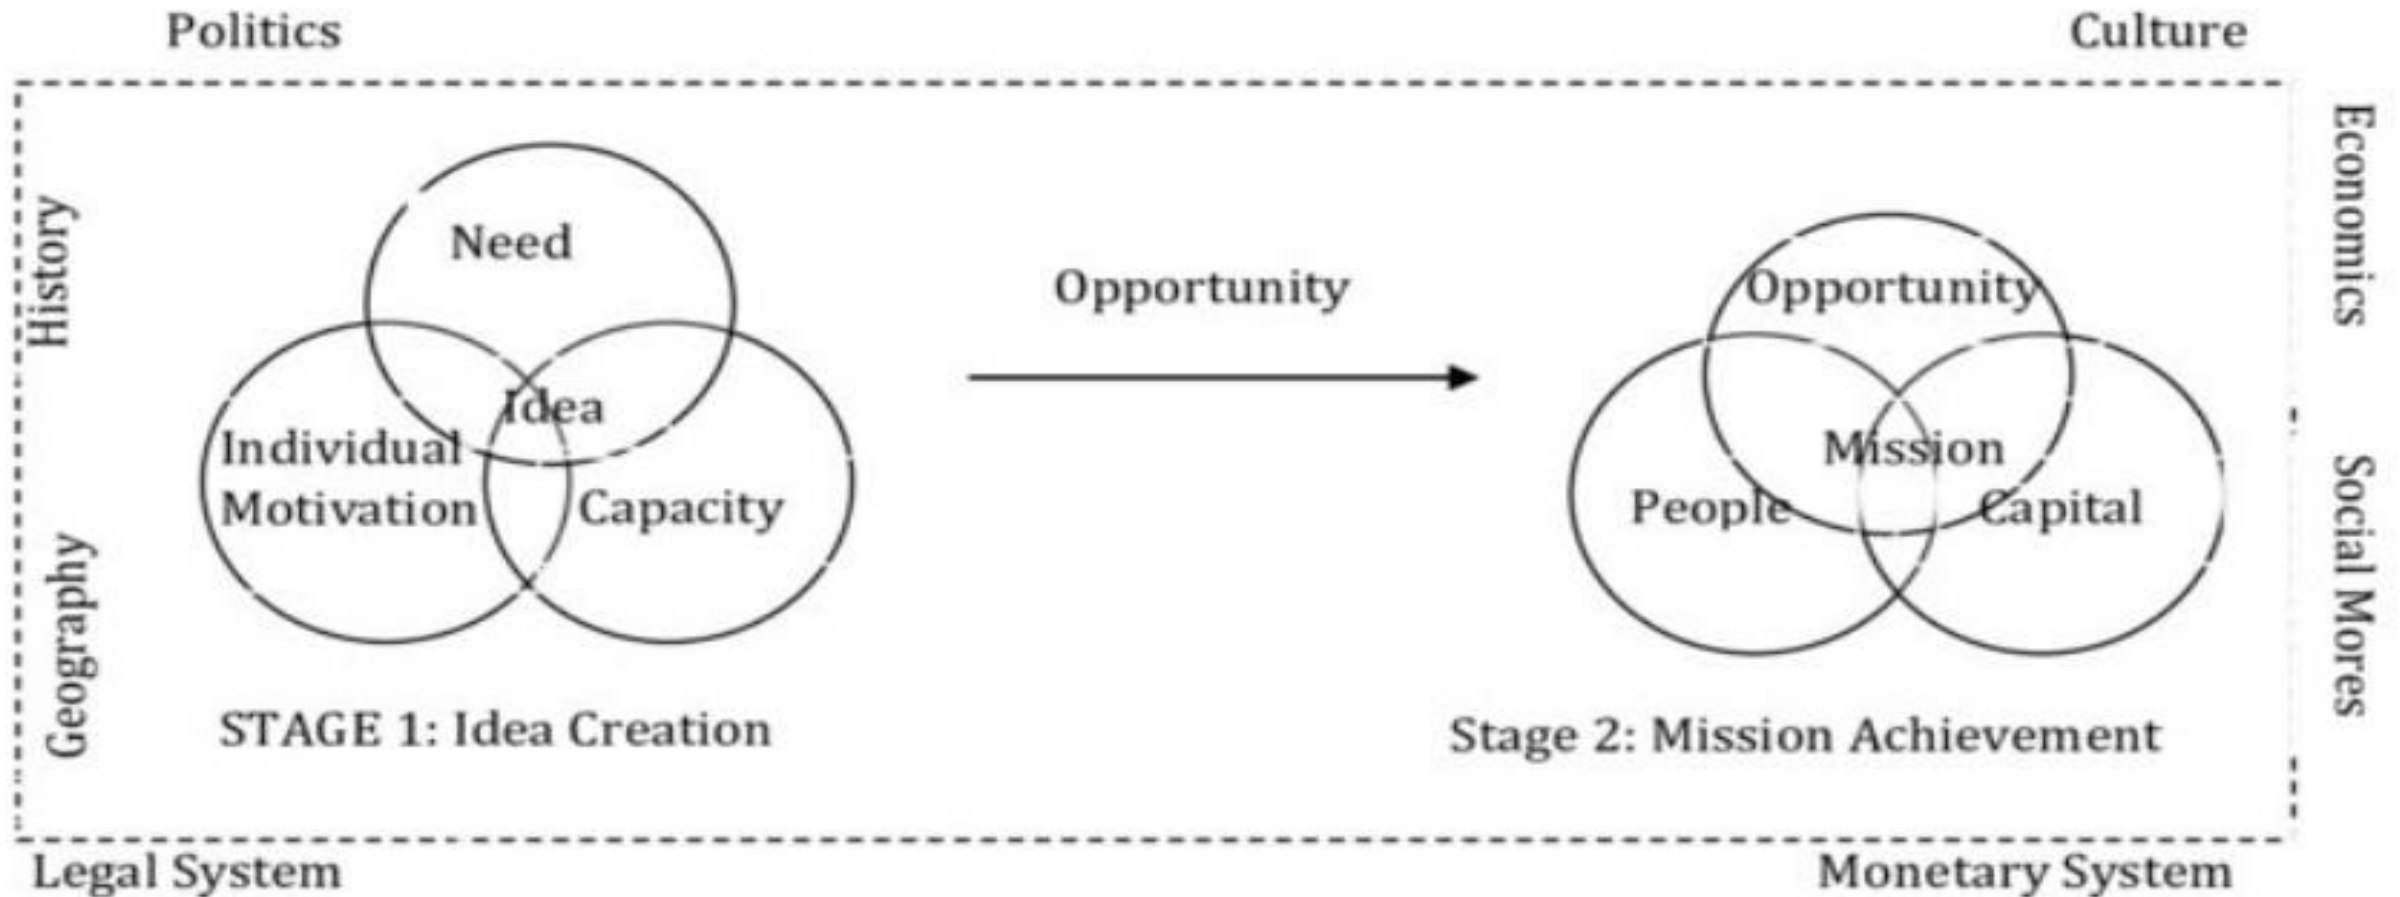 Politics
Culture
History
Geography
Need
Individual
Motivation
Idea
Capacity
STAGE 1: Idea Creation
Opportunity
Opportunity
Mission
People
Capital
Stage 2: Mission Achievement
Economics
Social Mores
Legal System
Monetary System